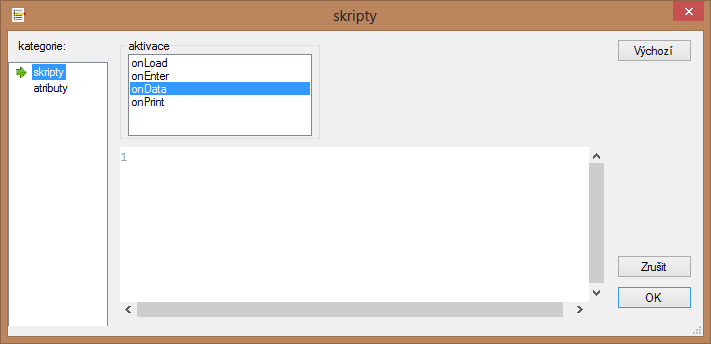 skripty
kategorie:
skripty
atributy
aktivace
onLoad
onEnter
onData
onPrint
Výchozí
1
Zrušit
OK